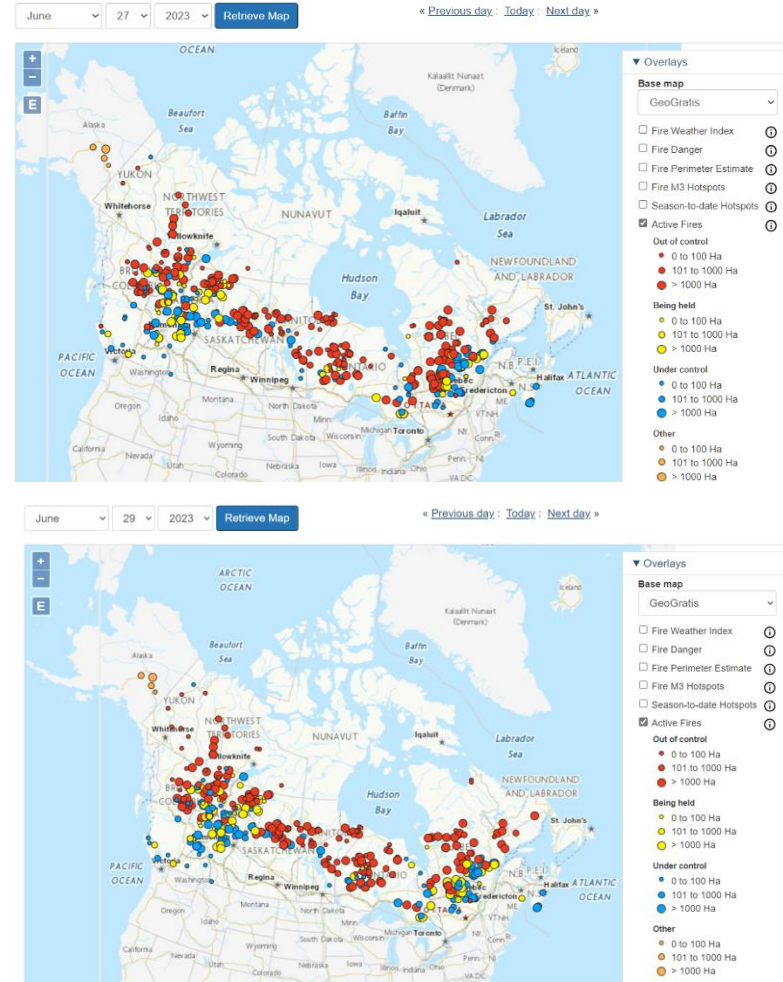 June 27 2023 Retrieve Map « Previous day : Today : Next day »
OCEAN
Iceland
Kalaallit Nunaat
(Denmark)
Beaufort
Sea
Baffin
Bay
Alaska
YUKON
Whitehorse
NORTHWEST
TERRITORIES
NUNAVUT
Iqaluit
Labrador
Sea
Hudson
Bay
NEWFOUNDLAND
AND LABRADOR
St. John's
SASKATCHEWAN
PACIFIC
OCEAN
Victoria
Washington
Regina
Winnipeg
N.B. P.E.I.
Fredericton
Halifax
N.S.
ATLANTIC
OCEAN
Oregon
Idaho
Montana
North Dakota
Minn.
South Dakota
Wisconsin
Michigan
Toronto
ME
VT NH
NY
Conn
California
Nevada
Utah
Wyoming
Colorado
Nebraska
Iowa
Illinois
Indiana
Ohio
Penn
NJ
VA DC
+
−
E
▼ Overlays
Base map
GeoGratis
Fire Weather Index
Fire Danger
Fire Perimeter Estimate
Fire M3 Hotspots
Season-to-date Hotspots
Active Fires
Out of control
0 to 100 Ha
101 to 1000 Ha
> 1000 Ha
Being held
0 to 100 Ha
101 to 1000 Ha
> 1000 Ha
Under control
0 to 100 Ha
101 to 1000 Ha
> 1000 Ha
Other
0 to 100 Ha
101 to 1000 Ha
> 1000 Ha
June 29 2023 Retrieve Map « Previous day : Today : Next day »
ARCTIC
OCEAN
Iceland
Kalaallit Nunaat
(Denmark)
Beaufort
Sea
Baffin
Bay
Alaska
YUKON
Whitehorse
NORTHWEST
TERRITORIES
NUNAVUT
Iqaluit
Labrador
Sea
Hudson
Bay
NEWFOUNDLAND
AND LABRADOR
St. John's
SASKATCHEWAN
PACIFIC
OCEAN
Washington
Regina
Winnipeg
N.B. P.E.I.
Halifax
N.S.
ATLANTIC
OCEAN
Oregon
Idaho
Montana
North Dakota
Minn.
South Dakota
Wisconsin
Michigan
Toronto
ME
VT NH
NY
Conn
California
Nevada
Utah
Wyoming
Colorado
Nebraska
Iowa
Illinois
Indiana
Ohio
Penn
NJ
VA DC
+
−
E
▼ Overlays
Base map
GeoGratis
Fire Weather Index
Fire Danger
Fire Perimeter Estimate
Fire M3 Hotspots
Season-to-date Hotspots
Active Fires
Out of control
0 to 100 Ha
101 to 1000 Ha
> 1000 Ha
Being held
0 to 100 Ha
101 to 1000 Ha
> 1000 Ha
Under control
0 to 100 Ha
101 to 1000 Ha
> 1000 Ha
Other
0 to 100 Ha
101 to 1000 Ha
> 1000 Ha